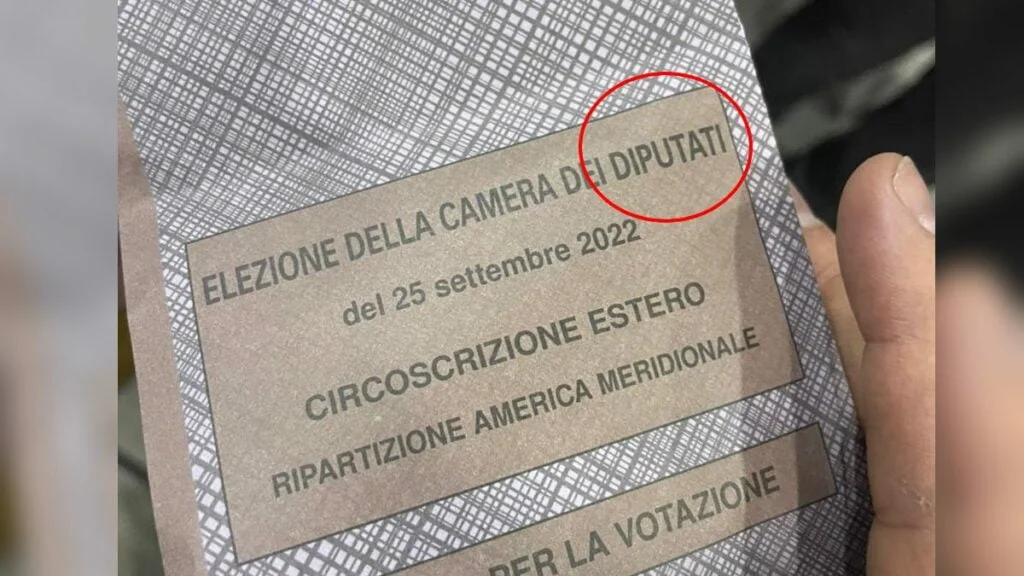 ELEZIONE DELLA CAMERA DEI DIPUTATI
del 25 settembre 2022
CIRCOSCRIZIONE ESTERO
RIPARTIZIONE AMERICA MERIDIONALE
PER LA VOTAZIONE